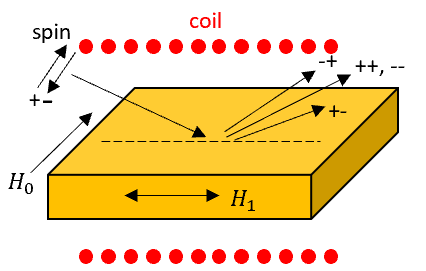 coil
spin
-+
++, --
+-
+-
H₀
H₁